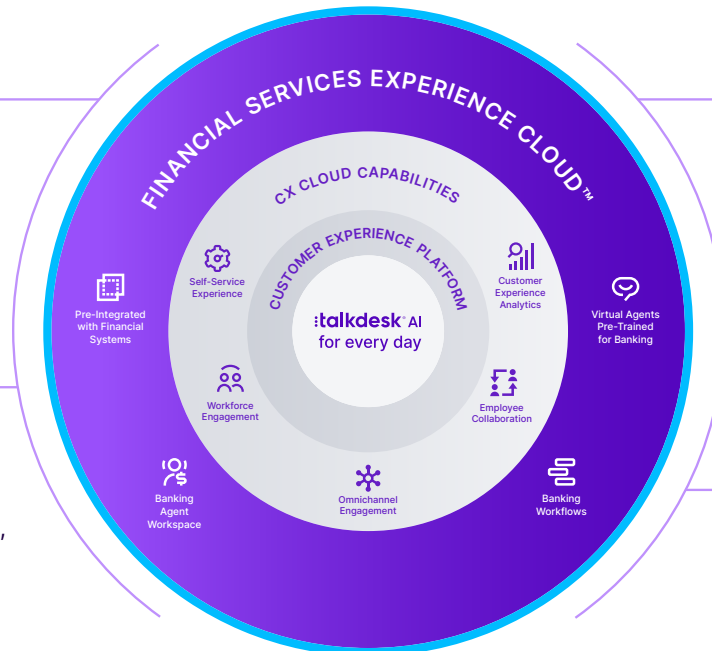 FINANCIAL SERVICES EXPERIENCE CLOUD™
CX CLOUD CAPABILITIES
CUSTOMER EXPERIENCE PLATFORM
:talkdesk® AI
for every day
Self-Service
Experience
Customer
Experience
Analytics
Pre-Integrated
with Financial
Systems
Virtual Agents
Pre-Trained
for Banking
Workforce
Engagement
Employee
Collaboration
Banking
Agent
Workspace
Omnichannel
Engagement
Banking
Workflows
,